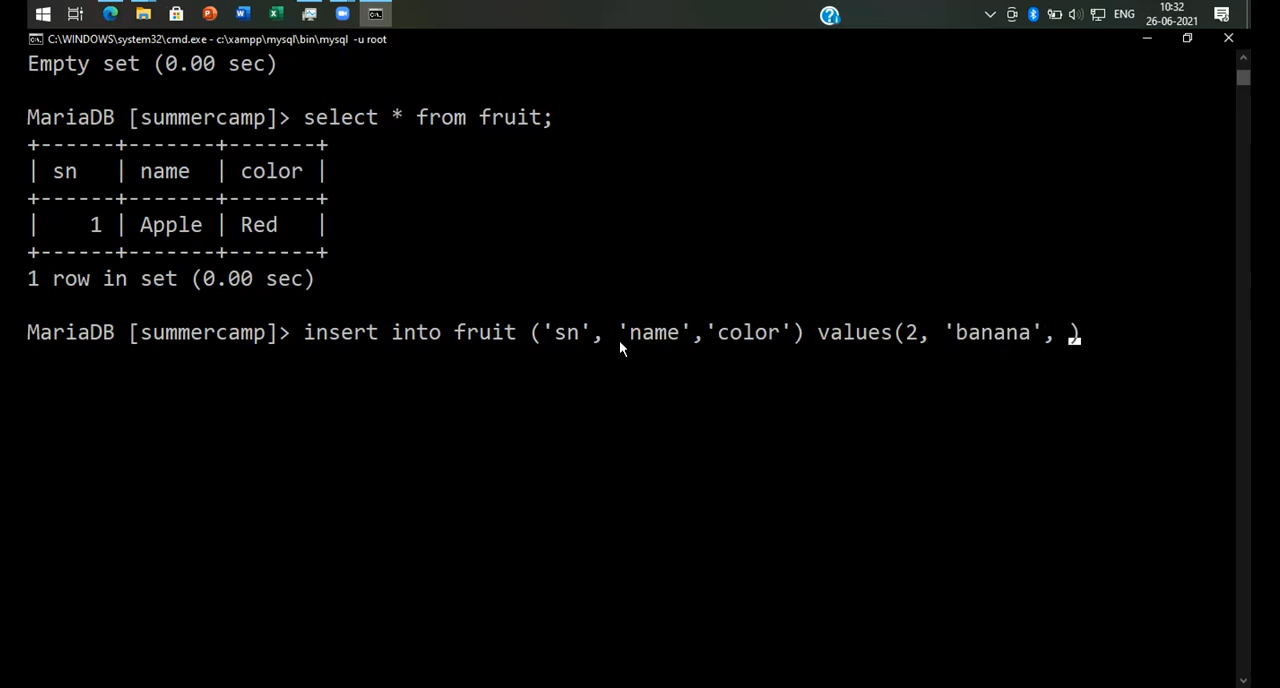 10:32
ENG
26-06-2021
C:\WINDOWS\system32\cmd.exe - c:\xampp\mysql\bin\mysql -u root
Empty set (0.00 sec)
MariaDB [summercamp]> select * from fruit;
+------+-------+-------+
| sn | name | color |
+------+-------+-------+
| 1 | Apple | Red |
+------+-------+-------+
1 row in set (0.00 sec)
MariaDB [summercamp]> insert into fruit ('sn', 'name','color') values(2, 'banana', )